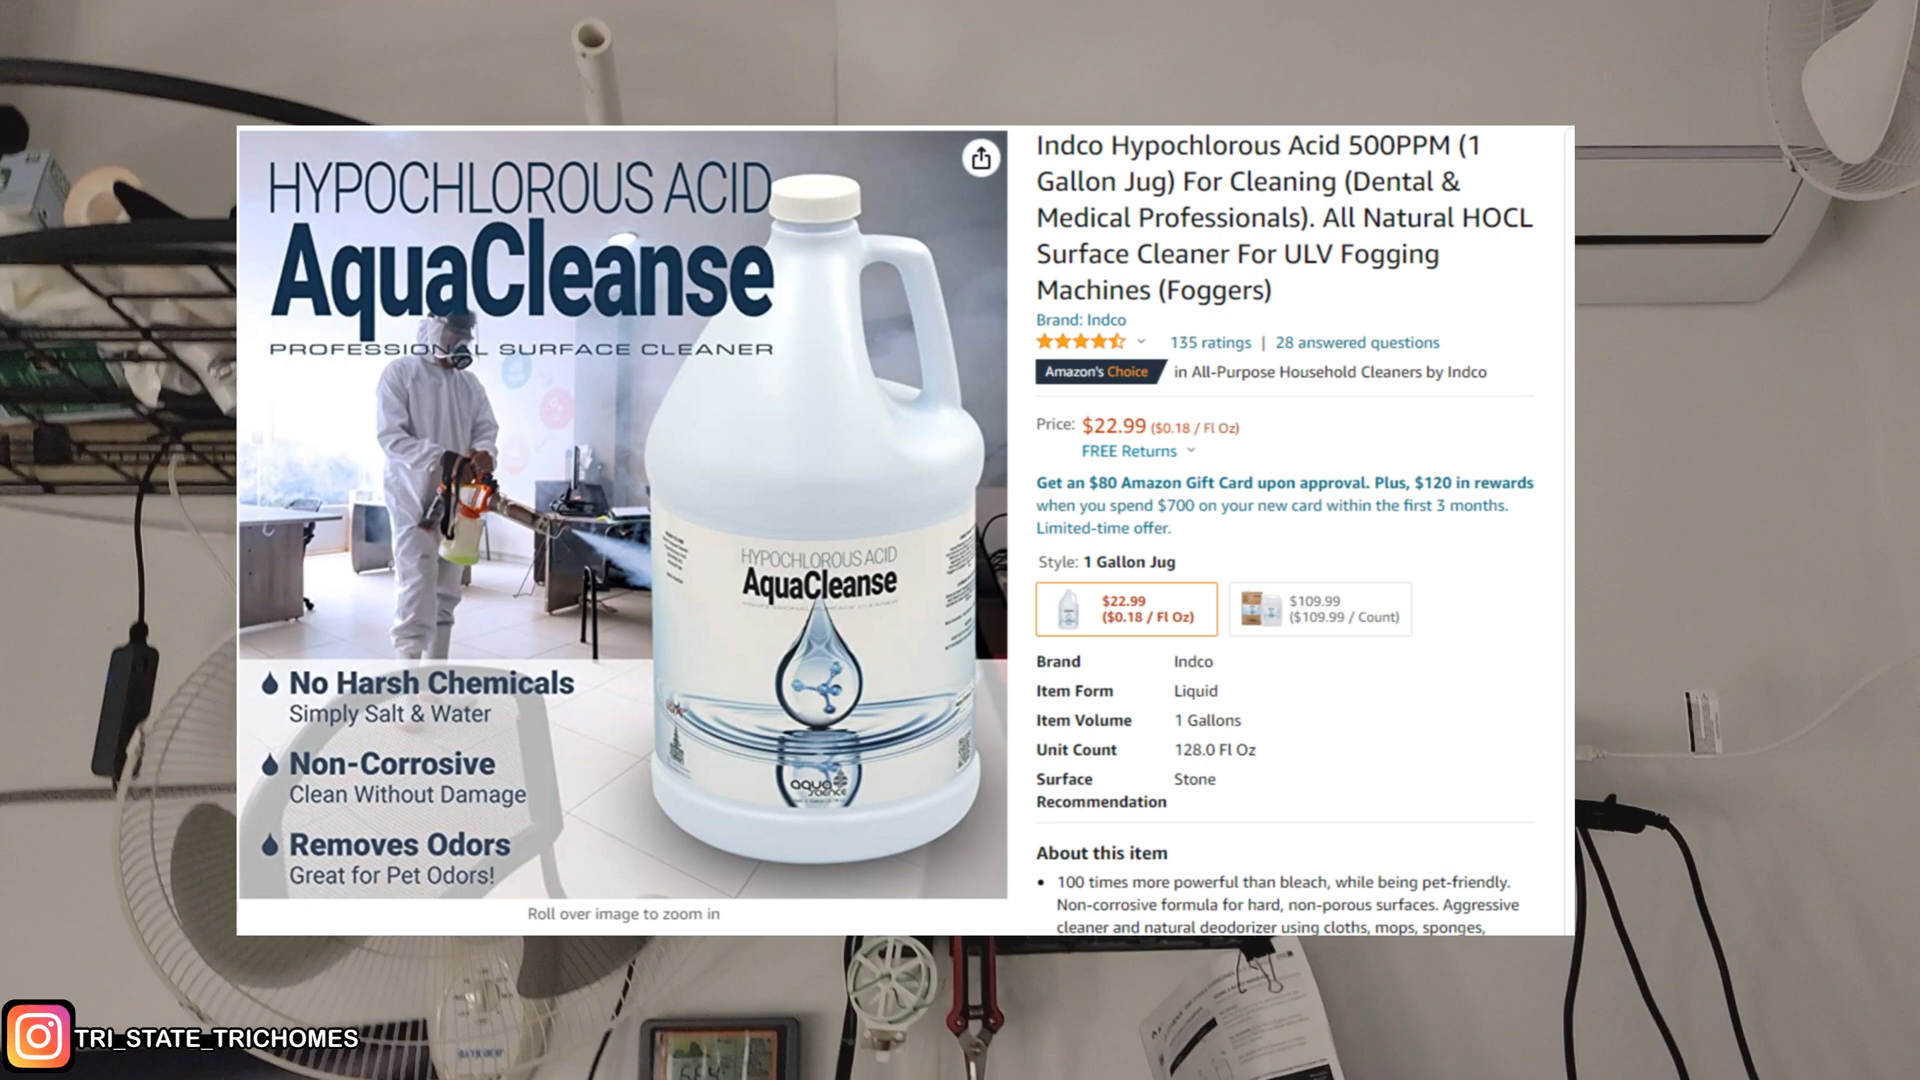 HYPOCHLOROUS ACID
AquaCleanse
PROFESSIONAL SURFACE CLEANER
HYPOCHLOROUS ACID
AquaCleanse
aqua
SCIENCE
No Harsh Chemicals
Simply Salt & Water
Non-Corrosive
Clean Without Damage
Removes Odors
Great for Pet Odors!
Roll over image to zoom in
Indco Hypochlorous Acid 500PPM (1
Gallon Jug) For Cleaning (Dental &
Medical Professionals). All Natural HOCL
Surface Cleaner For ULV Fogging
Machines (Foggers)
Brand: Indco
135 ratings | 28 answered questions
Amazon's Choice in All-Purpose Household Cleaners by Indco
Price: $22.99 ($0.18 / Fl Oz)
FREE Returns
Get an $80 Amazon Gift Card upon approval. Plus, $120 in rewards
when you spend $700 on your new card within the first 3 months.
Limited-time offer.
Style: 1 Gallon Jug
$22.99 $109.99
($0.18 / Fl Oz) ($109.99 / Count)
Brand Indco
Item Form Liquid
Item Volume 1 Gallons
Unit Count 128.0 Fl Oz
Surface Stone
Recommendation
About this item
• 100 times more powerful than bleach, while being pet-friendly.
Non-corrosive formula for hard, non-porous surfaces. Aggressive
cleaner and natural deodorizer using cloths, mops, sponges,
TRI_STATE_TRICHOMES